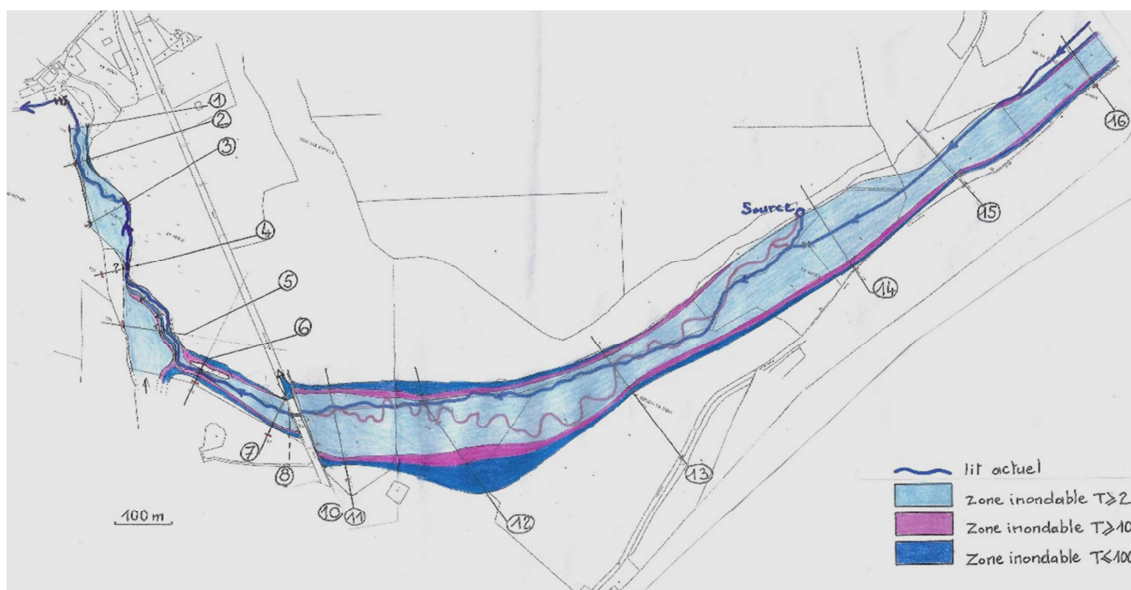 ①
②
③
④
⑤
⑥
⑦
⑧
⑩
⑪
⑫
⑬
⑭
⑮
⑯
Source
100 m
lit actuel
Zone inondable T⩾2
Zone inondable T⩾10
Zone inondable T⩽100